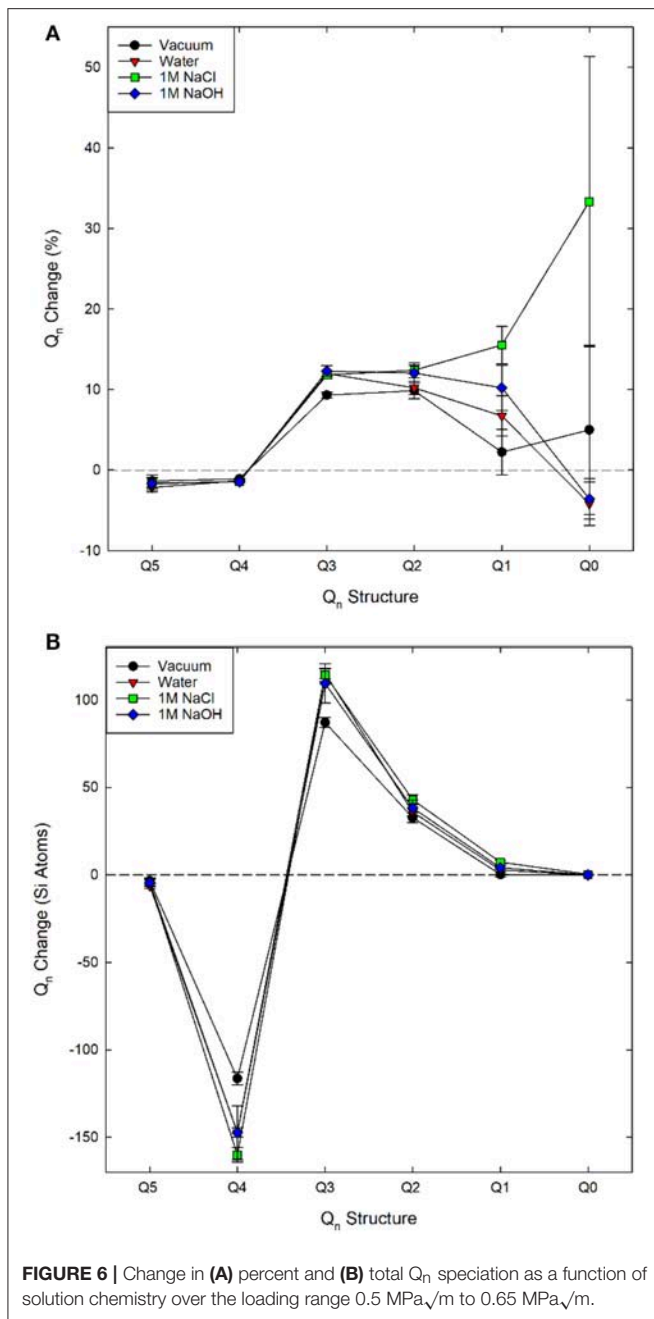 A
Vacuum
Water
1M NaCl
1M NaOH
50
40
30
20
10
0
-10
Qn Change (%)
Q5 Q4 Q3 Q2 Q1 Q0
Qn Structure
B
Vacuum
Water
1M NaCl
1M NaOH
100
50
0
-50
-100
-150
Qn Change (Si Atoms)
Q5 Q4 Q3 Q2 Q1 Q0
Qn Structure
FIGURE 6 | Change in (A) percent and (B) total Qn speciation as a function of
solution chemistry over the loading range 0.5 MPa√m to 0.65 MPa√m.